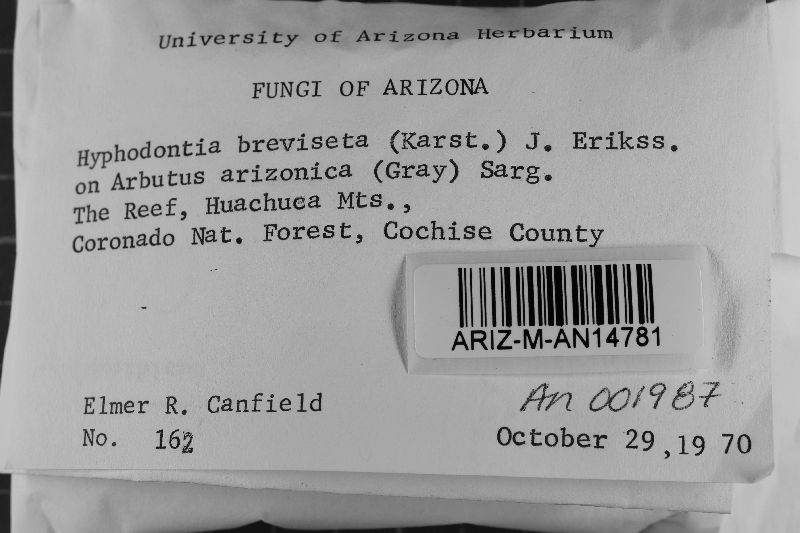 University of Arizona Herbarium
FUNGI OF ARIZONA
Hyphodontia breviseta (Karst.) J. Erikss.
on Arbutus arizonica (Gray) Sarg.
The Reef, Huachuca Mts.,
Coronado Nat. Forest, Cochise County
ARIZ-M-AN14781
Elmer R. Canfield
An 001987
No. 162
October 29, 19 70